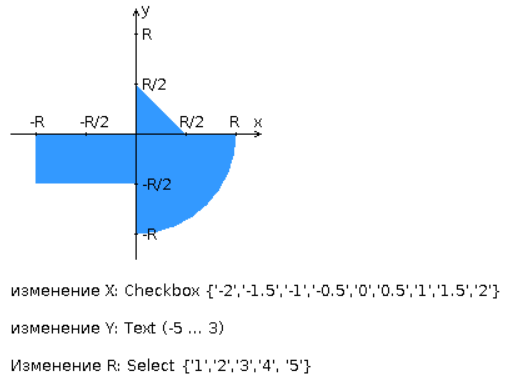 y
R
R/2
-R -R/2 R/2 R x
-R/2
-R
изменение X: Checkbox {'-2','-1.5','-1','-0.5','0','0.5','1','1.5','2'}
изменение Y: Text (-5 ... 3)
Изменение R: Select {'1','2','3','4', '5'}